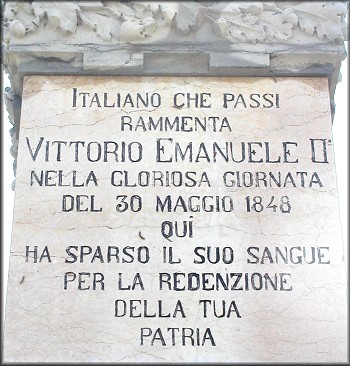 ITALIANO CHE PASSI
RAMMENTA
VITTORIO EMANUELE IIº
NELLA GLORIOSA GIORNATA
DEL 30 MAGGIO 1848
QUI
HA SPARSO IL SUO SANGUE
PER LA REDENZIONE
DELLA TUA
PATRIA